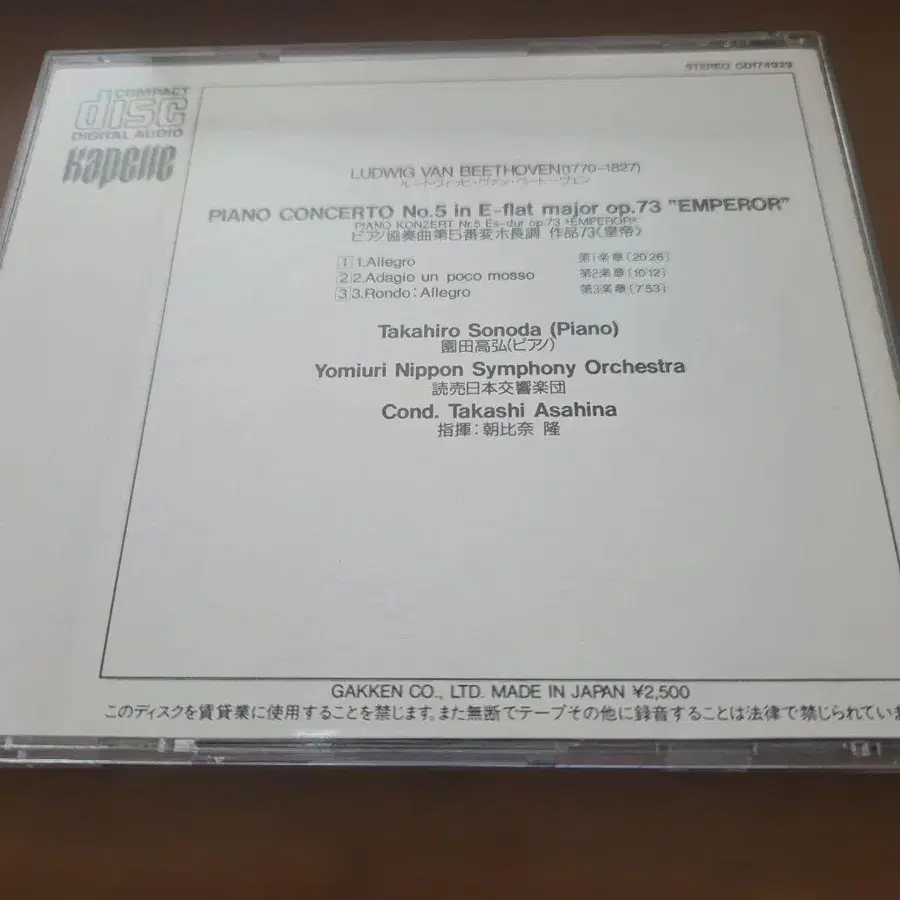 STEREO GD174929
COMPACT
disc
DIGITAL AUDIO
Kapelle
LUDWIG VAN BEETHOVEN(1770-1827)
ルートヴィッヒ・ヴァン・ベートーヴェン
PIANO CONCERTO No.5 in E-flat major op.73 "EMPEROR"
PIANO KONZERT Nr.5 Es-dur op.73 "EMPEROR"
ピアノ協奏曲第5番変ホ長調 作品73《皇帝》
1 1.Allegro 第1楽章(20'26)
2 2.Adagio un poco mosso 第2楽章(10'12)
3 3.Rondo: Allegro 第3楽章(7'53)
Takahiro Sonoda (Piano)
園田高弘(ピアノ)
Yomiuri Nippon Symphony Orchestra
読売日本交響楽団
Cond. Takashi Asahina
指揮:朝比奈 隆
GAKKEN CO., LTD. MADE IN JAPAN ¥2,500
このディスクを賃貸業に使用することを禁じます。また無断でテープその他に録音することは法律で禁じられていま